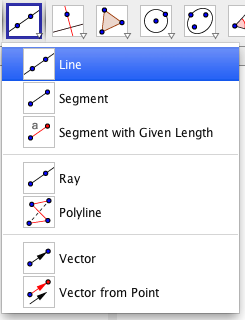 Line
Segment
a
Segment with Given Length
Ray
Polyline
Vector
Vector from Point